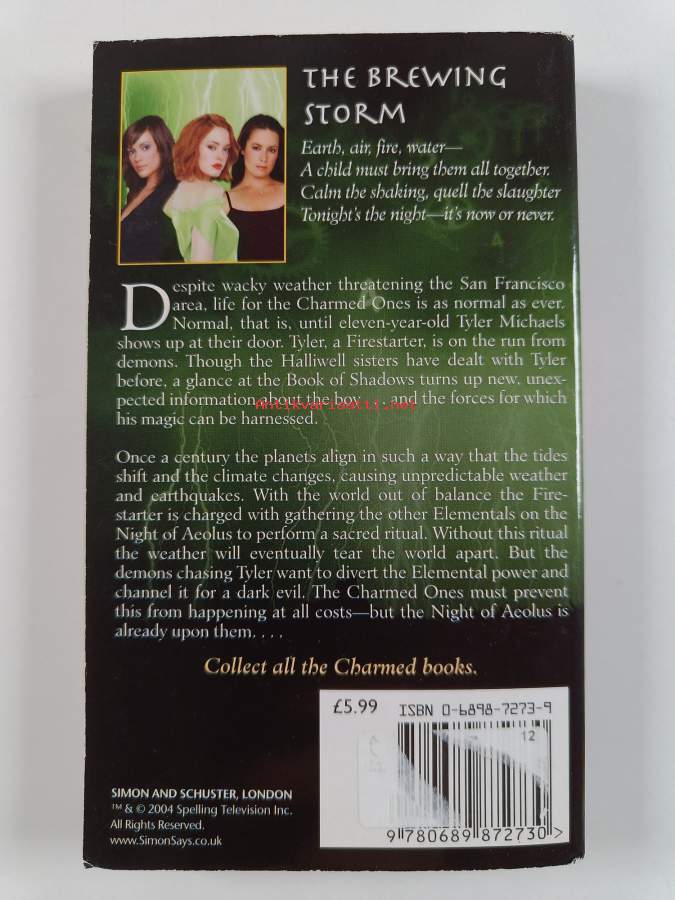 THE BREWING
STORM
Earth, air, fire, water—
A child must bring them all together.
Calm the shaking, quell the slaughter
Tonight's the night—it's now or never.
Despite wacky weather threatening the San Francisco
area, life for the Charmed Ones is as normal as ever.
Normal, that is, until eleven-year-old Tyler Michaels
shows up at their door. Tyler, a Firestarter, is on the run from
demons. Though the Halliwell sisters have dealt with Tyler
before, a glance at the Book of Shadows turns up new, unex-
pected information about the boy . . . and the forces for which
Antikvariaatti.net
his magic can be harnessed.
Once a century the planets align in such a way that the tides
shift and the climate changes, causing unpredictable weather
and earthquakes. With the world out of balance the Fire-
starter is charged with gathering the other Elementals on the
Night of Aeolus to perform a sacred ritual. Without this ritual
the weather will eventually tear the world apart. But the
demons chasing Tyler want to divert the Elemental power and
channel it for a dark evil. The Charmed Ones must prevent
this from happening at all costs—but the Night of Aeolus is
already upon them. . . .
Collect all the Charmed books.
£5.99 ISBN 0-6898-7273-9
12
9 780689 872730 >
SIMON AND SCHUSTER, LONDON
™ & © 2004 Spelling Television Inc.
All Rights Reserved.
www.SimonSays.co.uk